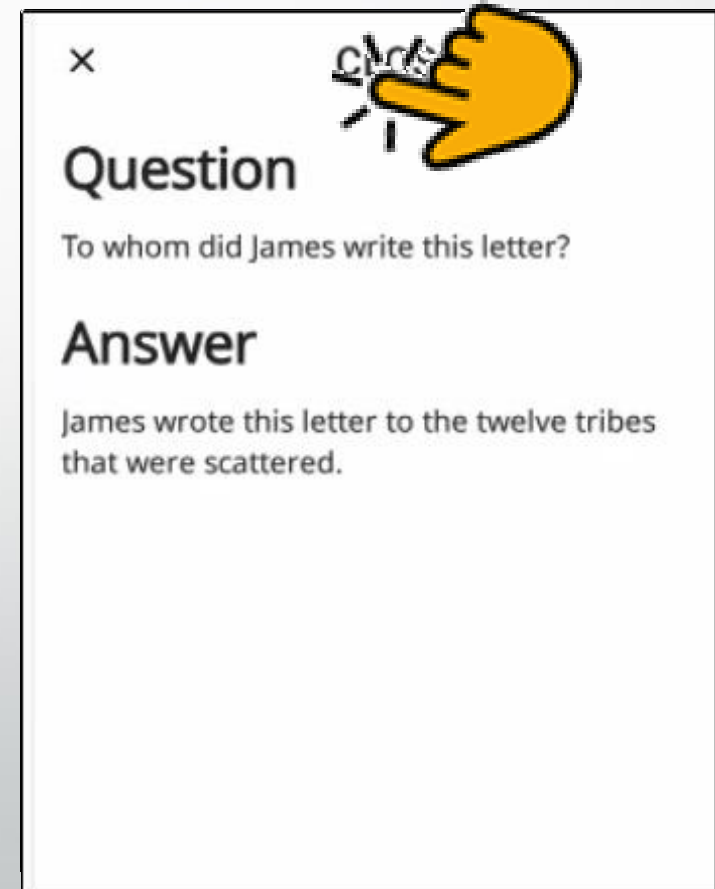 Question
To whom did James write this letter?
Answer
James wrote this letter to the twelve tribes
that were scattered.